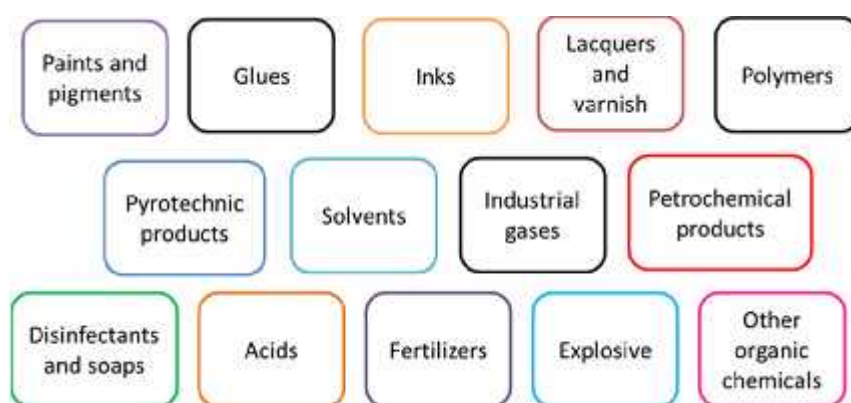 Paints and
pigments
Glues
Inks
Lacquers
and
varnish
Polymers
Pyrotechnic
products
Solvents
Industrial
gases
Petrochemical
products
Disinfectants
and soaps
Acids
Fertilizers
Explosive
Other
organic
chemicals